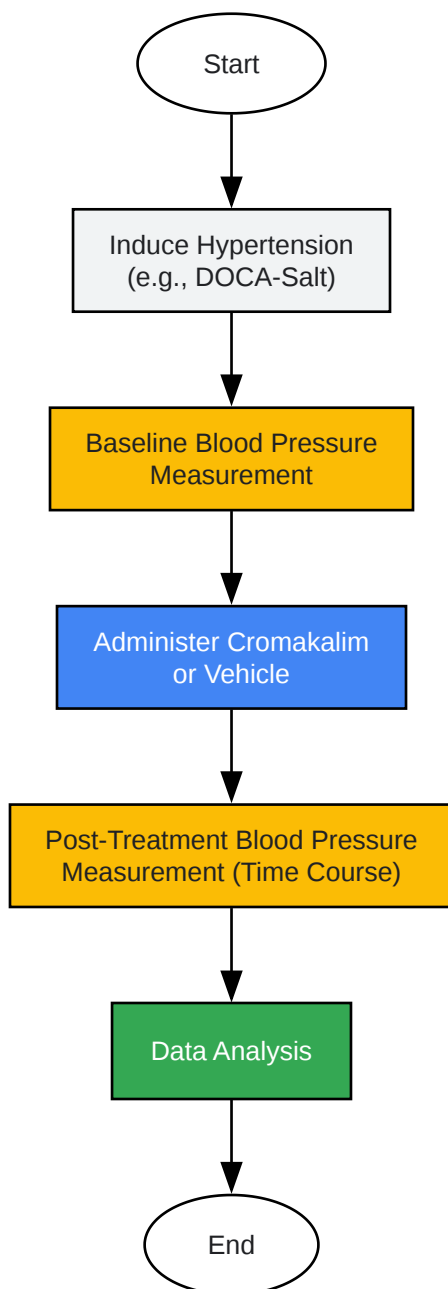 Start
Induce Hypertension
(e.g., DOCA-Salt)
Baseline Blood Pressure
Measurement
Administer Cromakalim
or Vehicle
Post-Treatment Blood Pressure
Measurement (Time Course)
Data Analysis
End